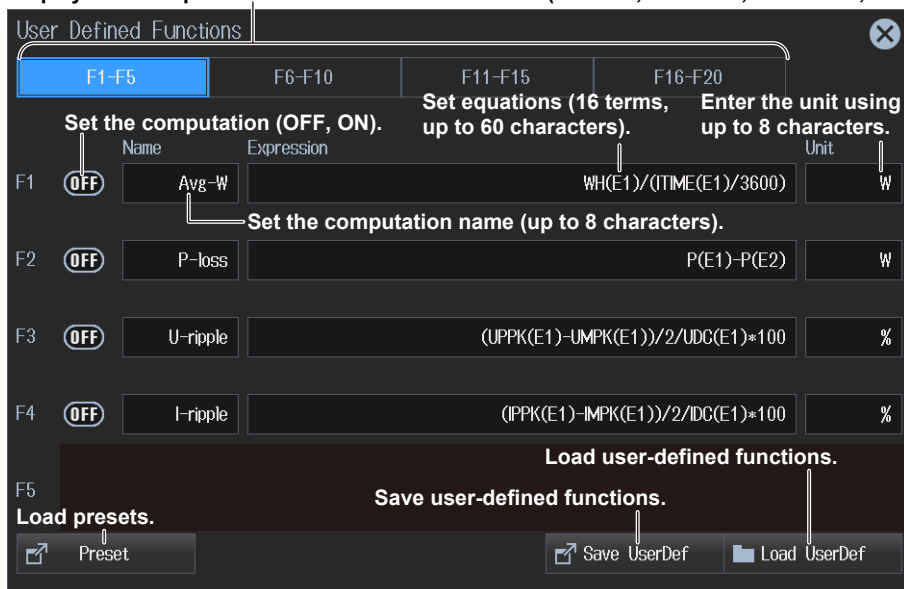 User Defined Functions
F1-F5 F6-F10 F11-F15 F16-F20
Set equations (16 terms,
up to 60 characters).
Enter the unit using
up to 8 characters.
Set the computation (OFF, ON).
Name Expression Unit
F1 OFF Avg-W WH(E1)/(ITIME(E1)/3600) W
Set the computation name (up to 8 characters).
F2 OFF P-loss P(E1)-P(E2) W
F3 OFF U-ripple (UPPK(E1)-UMPK(E1))/2/UDC(E1)*100 %
F4 OFF I-ripple (IPPK(E1)-IMPK(E1))/2/IDC(E1)*100 %
Load user-defined functions.
F5
Save user-defined functions.
Load presets.
Preset Save UserDef Load UserDef